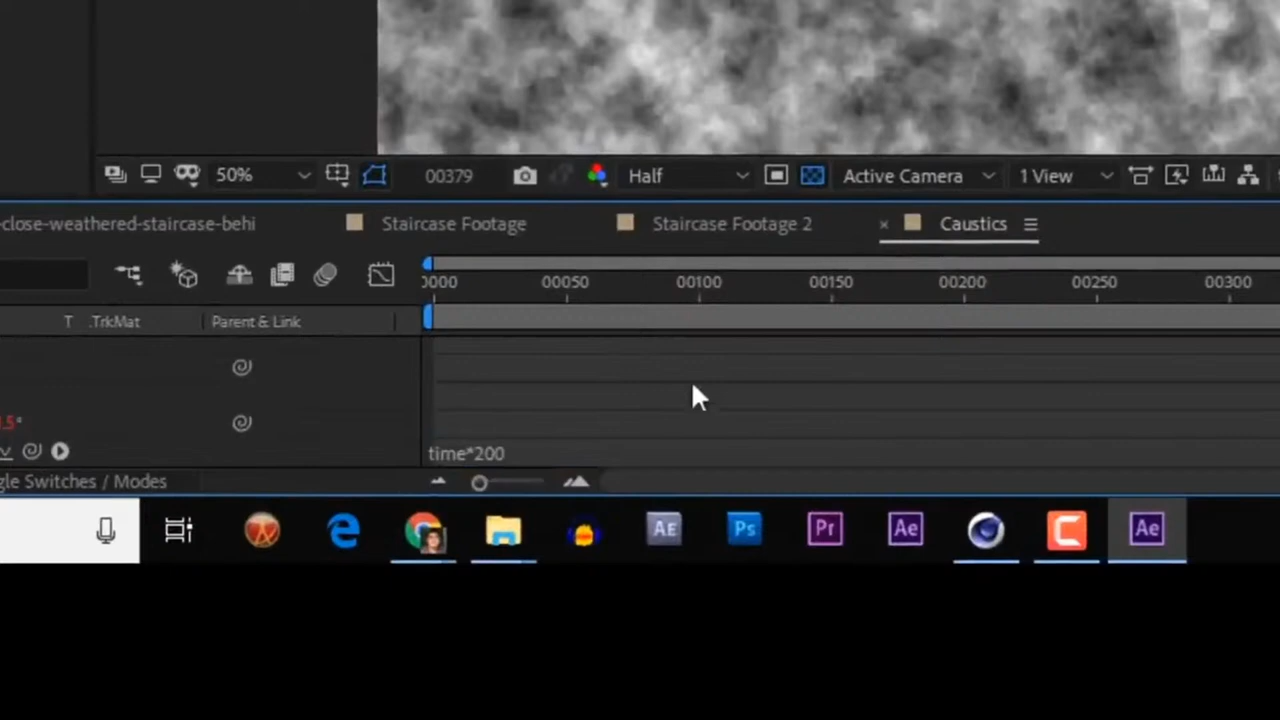 50% 00379 Half Active Camera 1 View
-close-weathered-staircase-behi Staircase Footage Staircase Footage 2 × Caustics
0000 00050 00100 00150 00200 00250 00300
T .TrkMat Parent & Link
.5°
time*200
gle Switches / Modes
AE Ps Pr Ae Ae